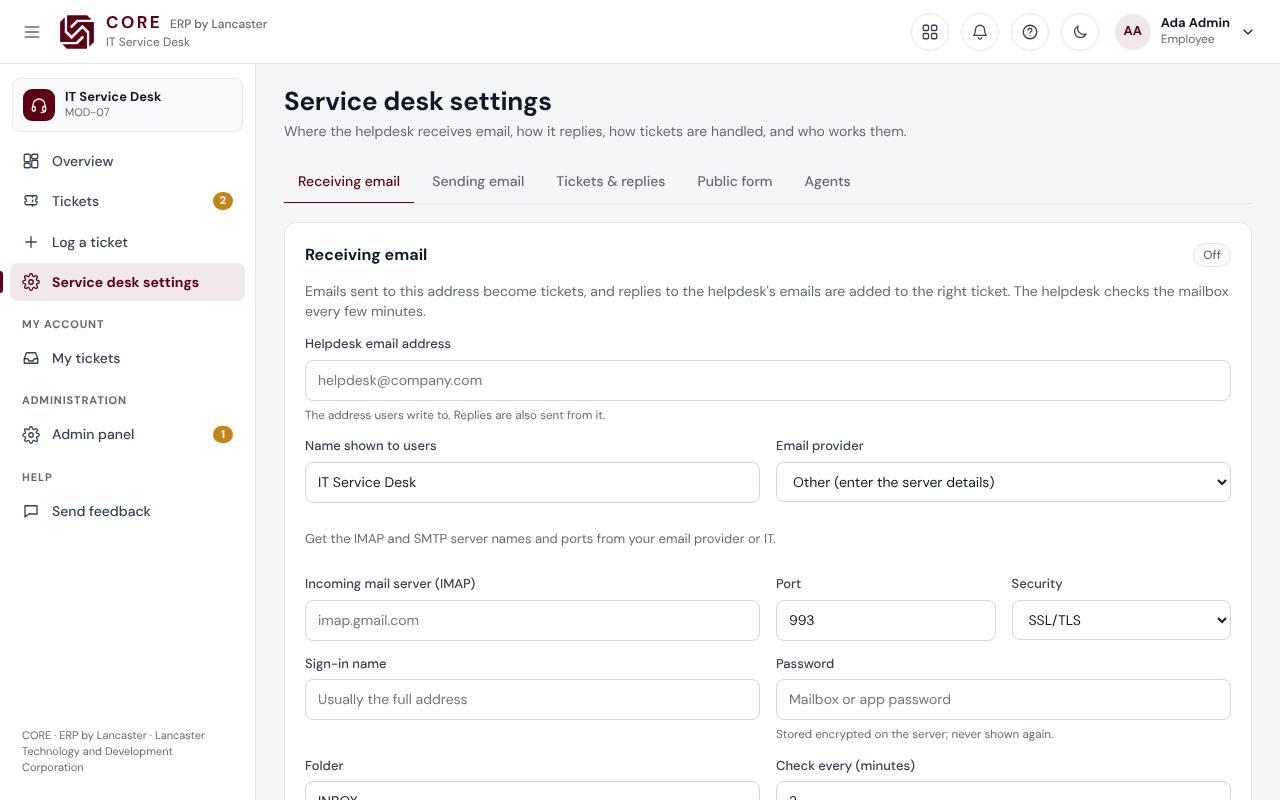 CORE ERP by Lancaster
IT Service Desk
AA
Ada Admin
Employee
IT Service Desk
MOD-07
Overview
Tickets 2
Log a ticket
Service desk settings
MY ACCOUNT
My tickets
ADMINISTRATION
Admin panel 1
HELP
Send feedback
CORE · ERP by Lancaster · Lancaster
Technology and Development
Corporation
Service desk settings
Where the helpdesk receives email, how it replies, how tickets are handled, and who works them.
Receiving email Sending email Tickets & replies Public form Agents
Receiving email Off
Emails sent to this address become tickets, and replies to the helpdesk's emails are added to the right ticket. The helpdesk checks the mailbox
every few minutes.
Helpdesk email address
helpdesk@company.com
The address users write to. Replies are also sent from it.
Name shown to users Email provider
IT Service Desk Other (enter the server details)
Get the IMAP and SMTP server names and ports from your email provider or IT.
Incoming mail server (IMAP) Port Security
imap.gmail.com 993 SSL/TLS
Sign-in name Password
Usually the full address Mailbox or app password
Stored encrypted on the server; never shown again.
Folder Check every (minutes)
INBOX 2